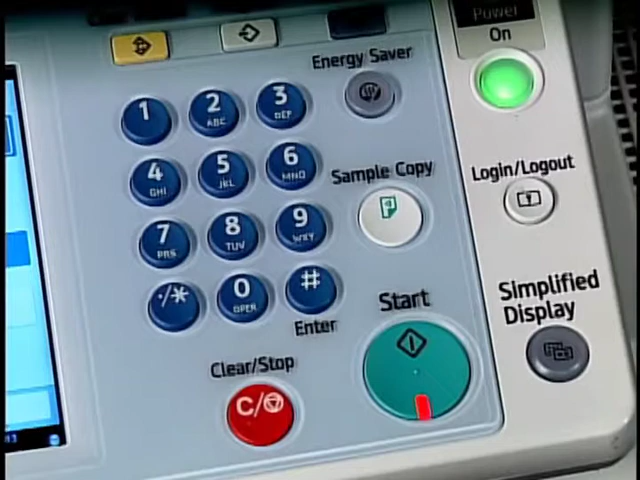 Power
On
Energy Saver
1
2
ABC
3
DEF
4
GHI
5
JKL
6
MNO
Sample Copy
Login/Logout
7
PRS
8
TUV
9
WXY
./*
0
OPER
#
Enter
Start
Simplified
Display
Clear/Stop
C/